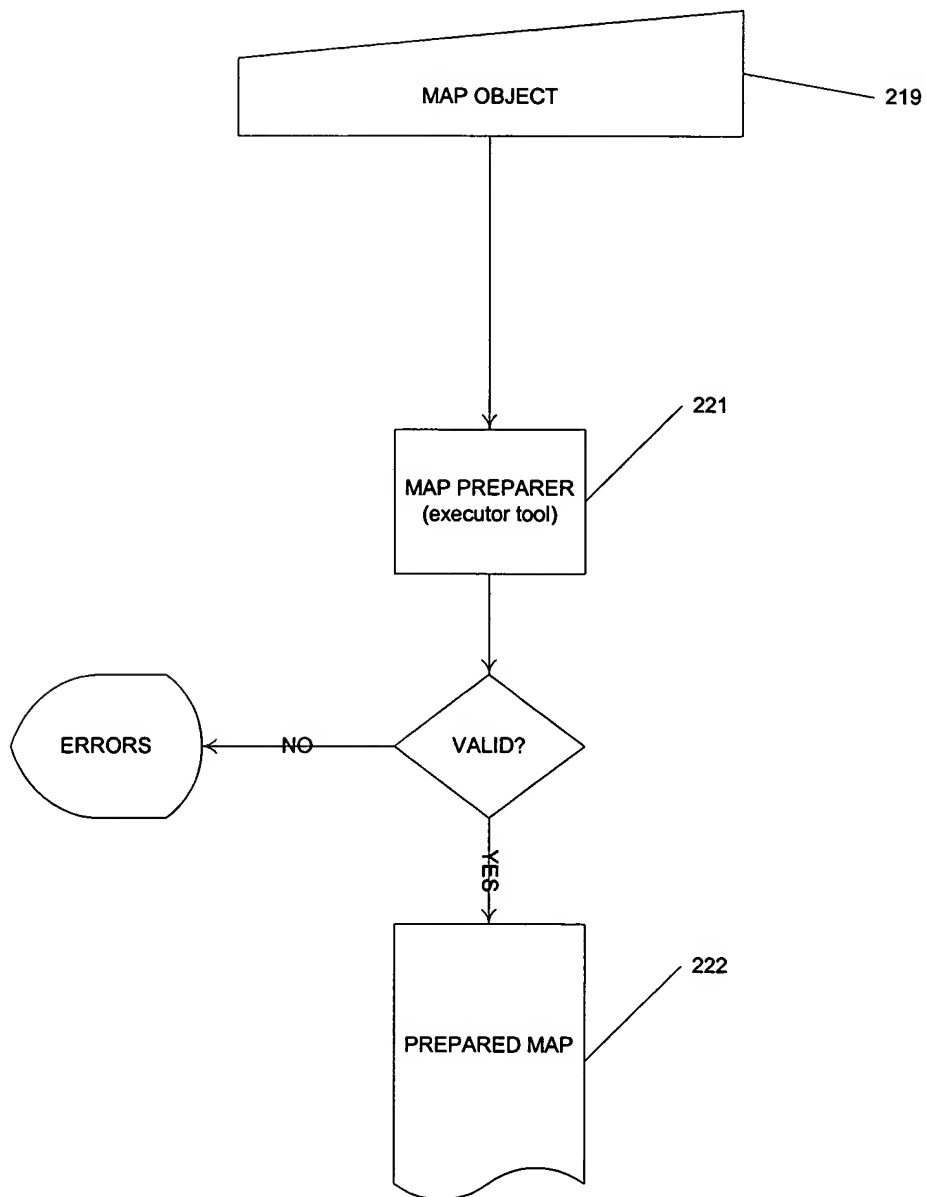 MAP OBJECT
219
221
MAP PREPARER
(executor tool)
ERRORS
NO
VALID?
YES
222
PREPARED MAP